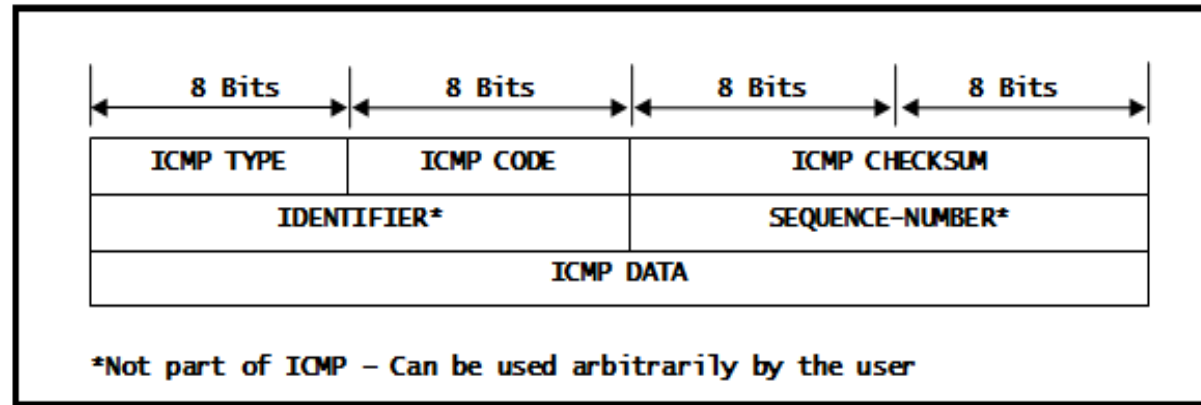 8 Bits 8 Bits 8 Bits 8 Bits
ICMP TYPE ICMP CODE ICMP CHECKSUM
IDENTIFIER* SEQUENCE-NUMBER*
ICMP DATA
*Not part of ICMP – Can be used arbitrarily by the user